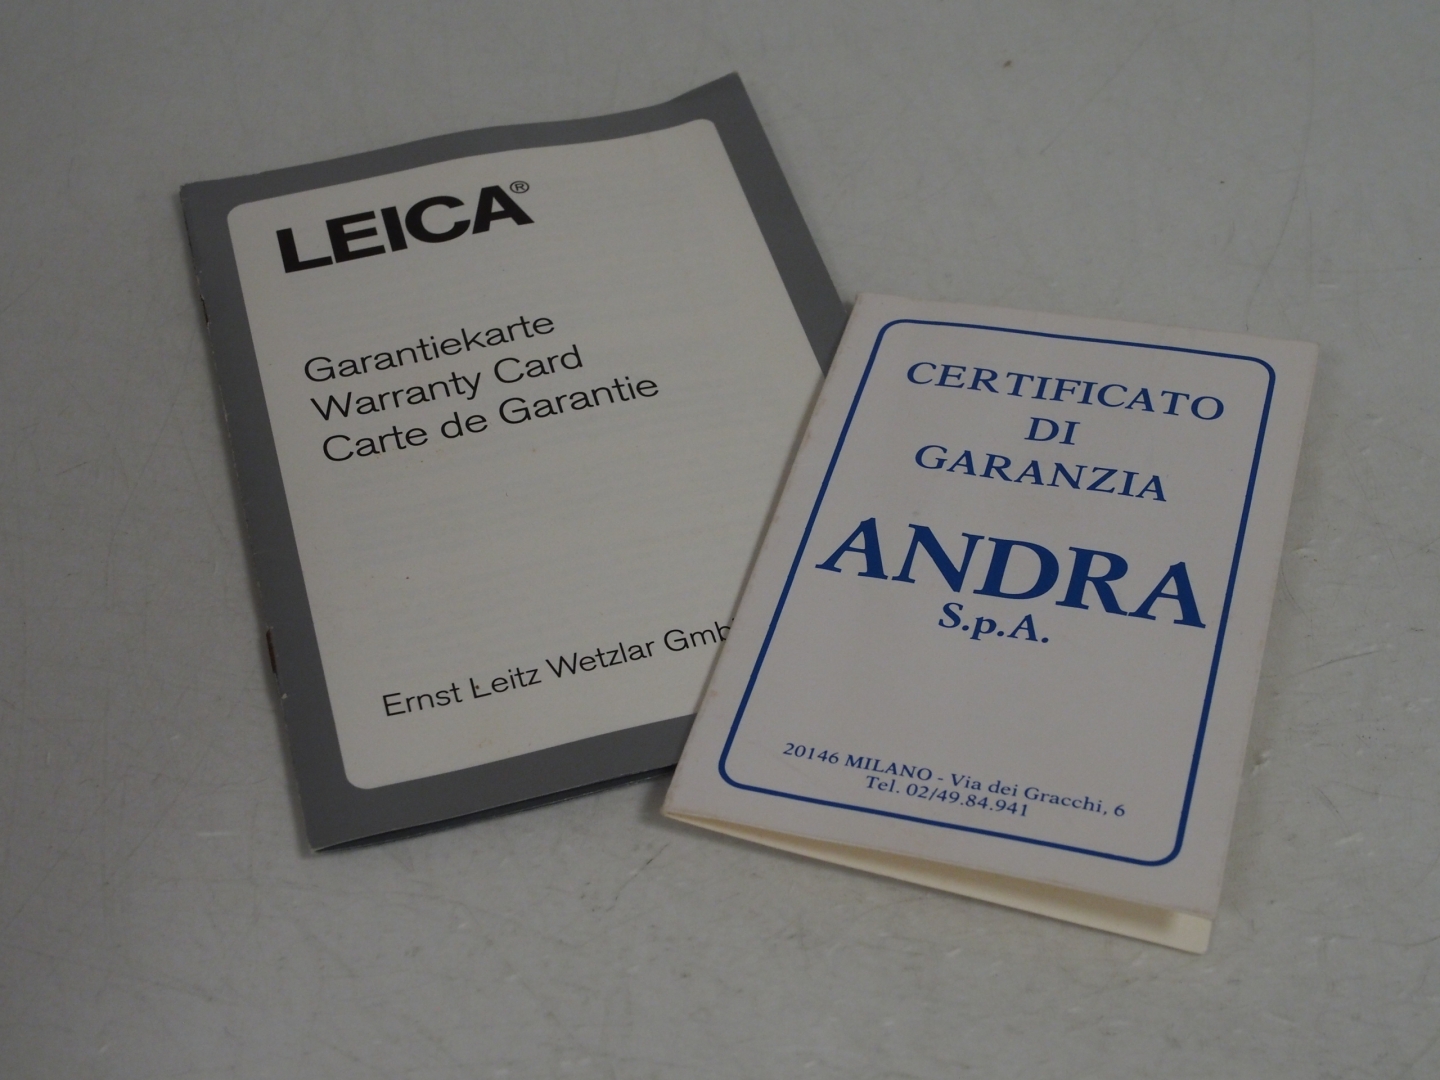 LEICA®
Garantiekarte
Warranty Card
Carte de Garantie
Ernst Leitz Wetzlar
CERTIFICATO
DI
GARANZIA
ANDRA
S.p.A.
20146 MILANO - Via dei Gracchi, 6
Tel. 02/49.84.941